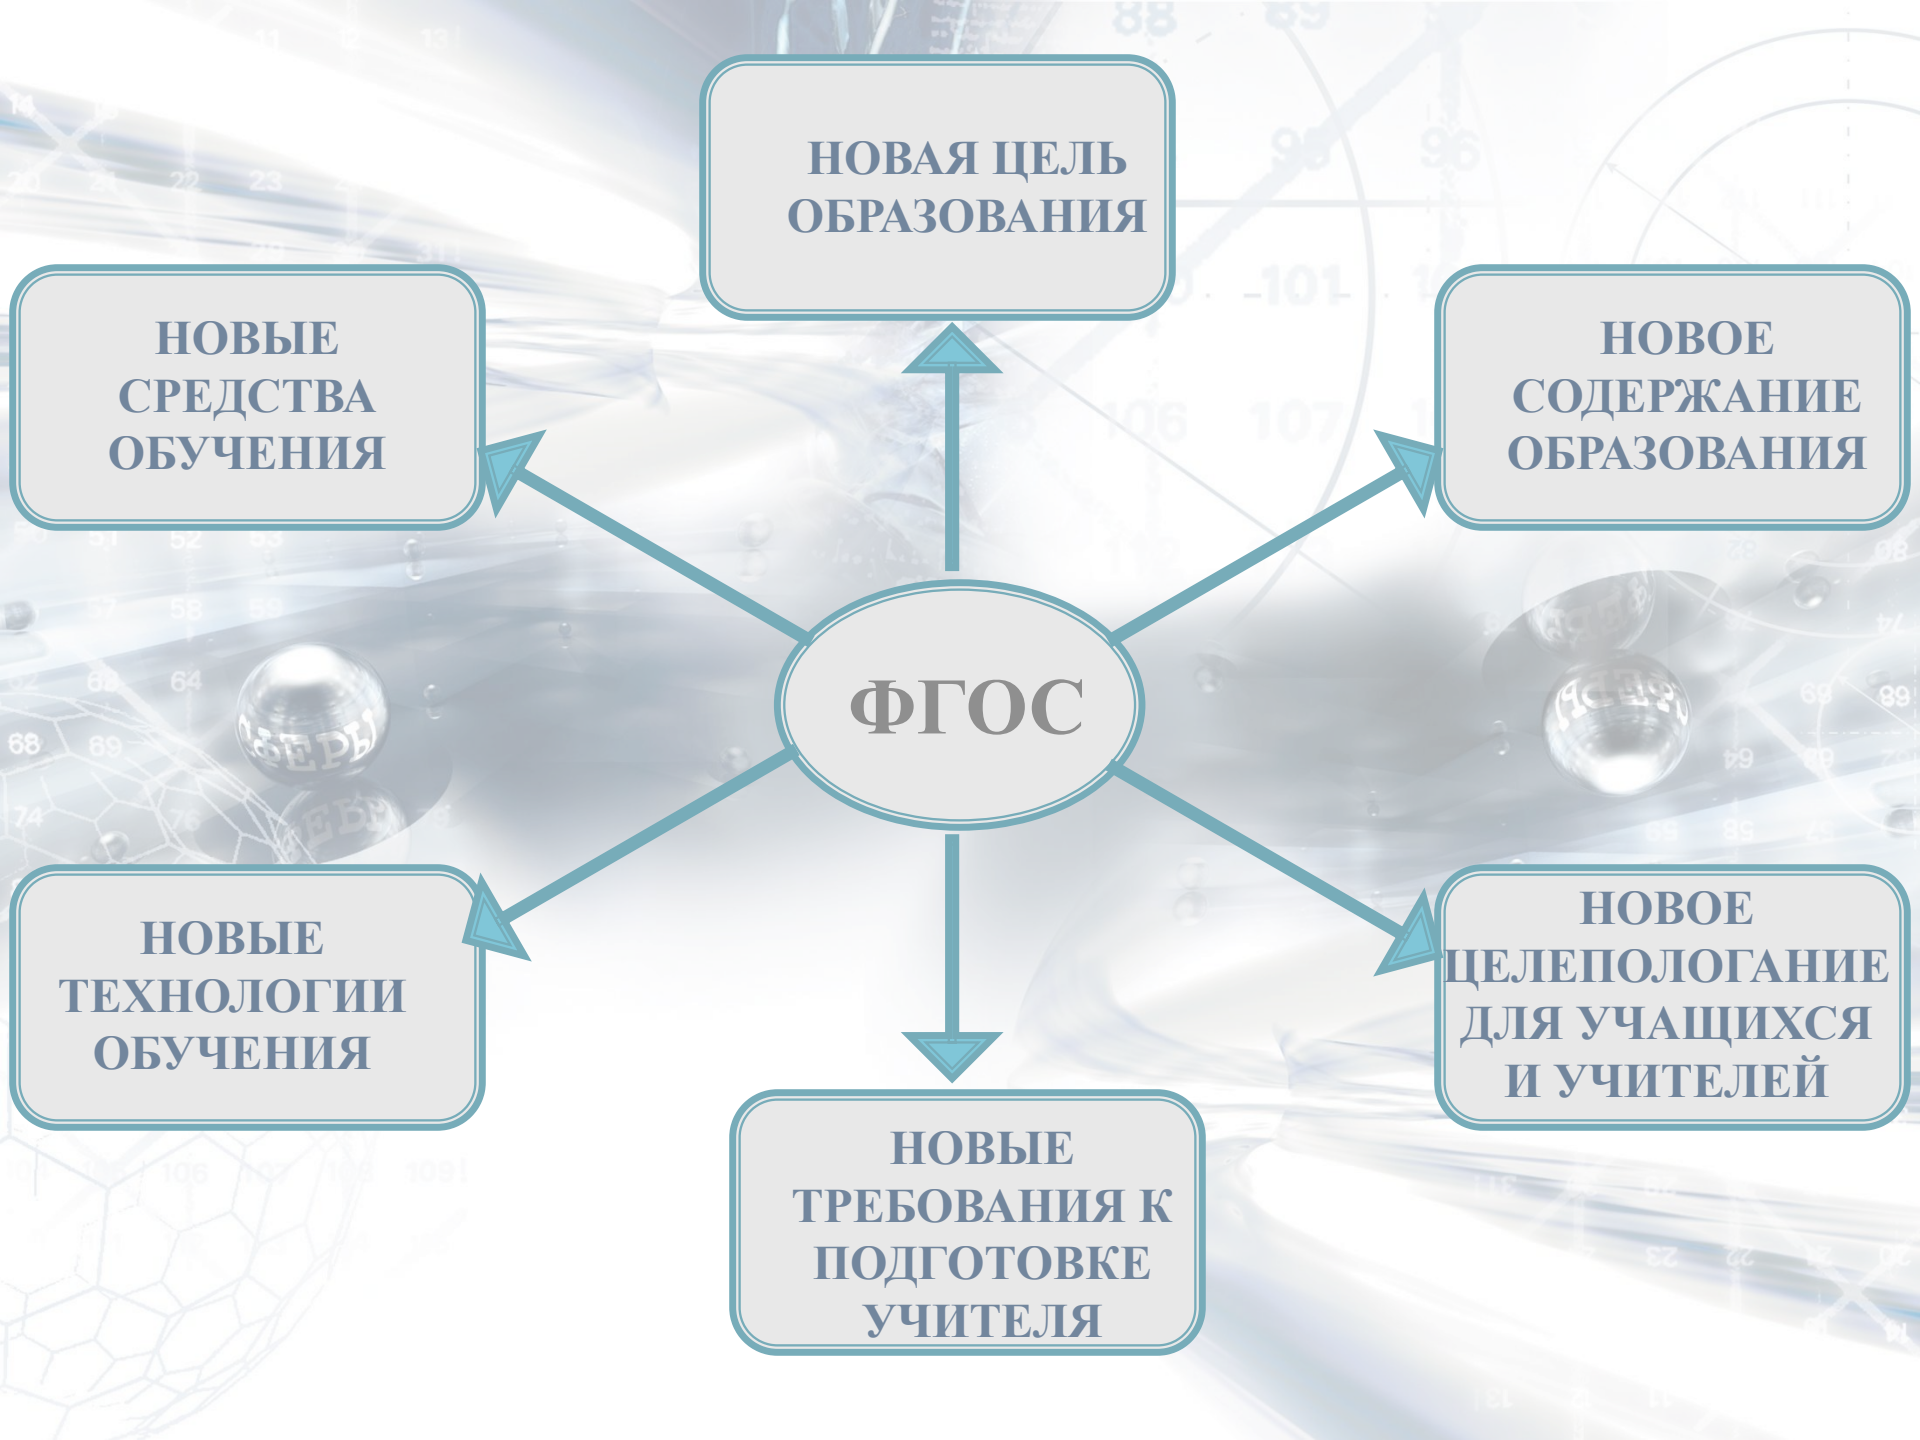 НОВАЯ ЦЕЛЬ
ОБРАЗОВАНИЯ
НОВЫЕ
СРЕДСТВА
ОБУЧЕНИЯ
НОВОЕ
СОДЕРЖАНИЕ
ОБРАЗОВАНИЯ
ФГОС
НОВЫЕ
ТЕХНОЛОГИИ
ОБУЧЕНИЯ
НОВОЕ
ЦЕЛЕПОЛОГАНИЕ
ДЛЯ УЧАЩИХСЯ
И УЧИТЕЛЕЙ
НОВЫЕ
ТРЕБОВАНИЯ К
ПОДГОТОВКЕ
УЧИТЕЛЯ